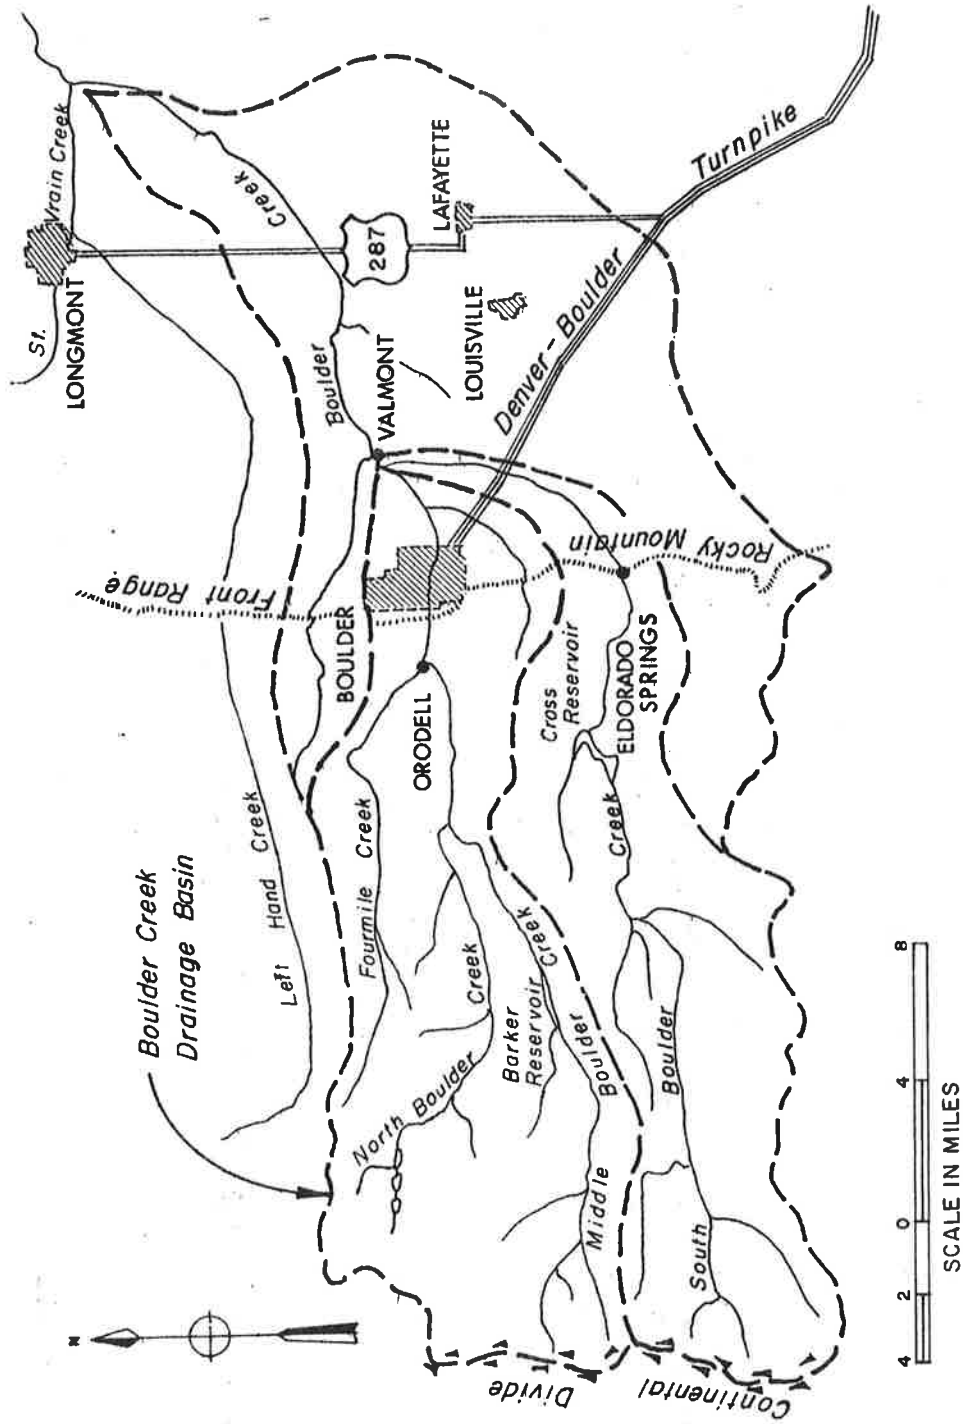 Boulder Creek
Drainage Basin
St. Vrain Creek
LONGMONT
Left Hand Creek
Front Range
Boulder Creek
287
LAFAYETTE
LOUISVILLE
VALMONT
Denver-Boulder Turnpike
BOULDER
Rocky Mountain
Fourmile Creek
ORODELL
North Boulder Creek
Barker
Reservoir
Middle Boulder Creek
Cross
Reservoir
ELDORADO
SPRINGS
South Boulder Creek
Continental Divide
N
4 2 0 4 8
SCALE IN MILES